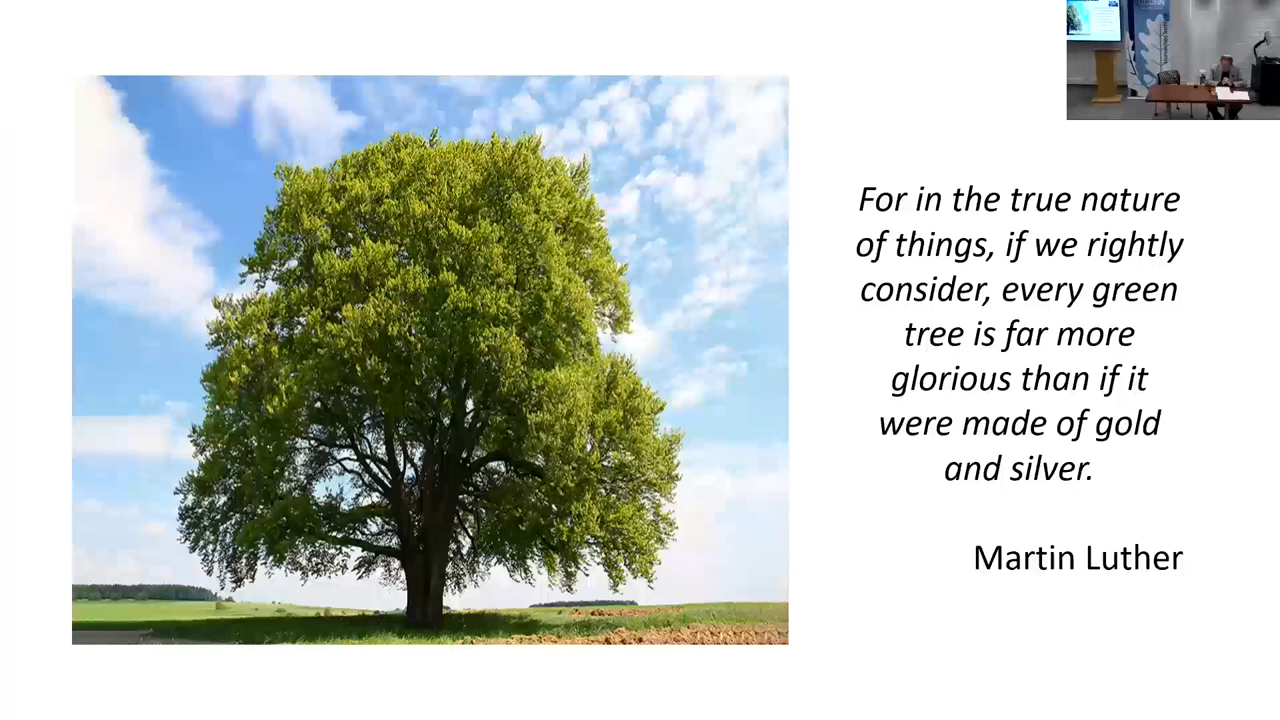 For in the true nature
of things, if we rightly
consider, every green
tree is far more
glorious than if it
were made of gold
and silver.
Martin Luther